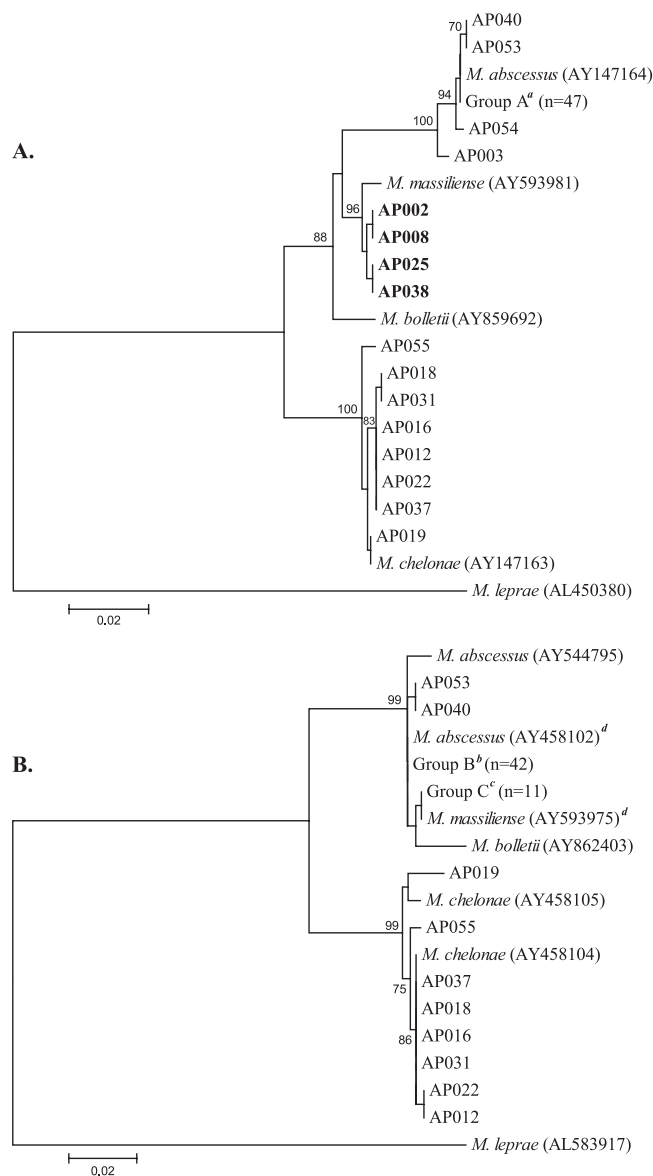 70
AP040
AP053
M. abscessus (AY147164)
94
Group A^a (n=47)
100
AP054
A.
AP003
M. massiliense (AY593981)
96
AP002
88
AP008
AP025
AP038
M. bolletii (AY859692)
AP055
AP018
100
83
AP031
AP016
AP012
AP022
AP037
AP019
M. chelonae (AY147163)
M. leprae (AL450380)
0.02
M. abscessus (AY544795)
99
AP053
AP040
M. abscessus (AY458102)^d
B.
Group B^b (n=42)
Group C^c (n=11)
M. massiliense (AY593975)^d
M. bolletii (AY862403)
AP019
M. chelonae (AY458105)
99
AP055
M. chelonae (AY458104)
75
AP037
AP018
86
AP016
AP031
AP022
AP012
M. leprae (AL583917)
0.02